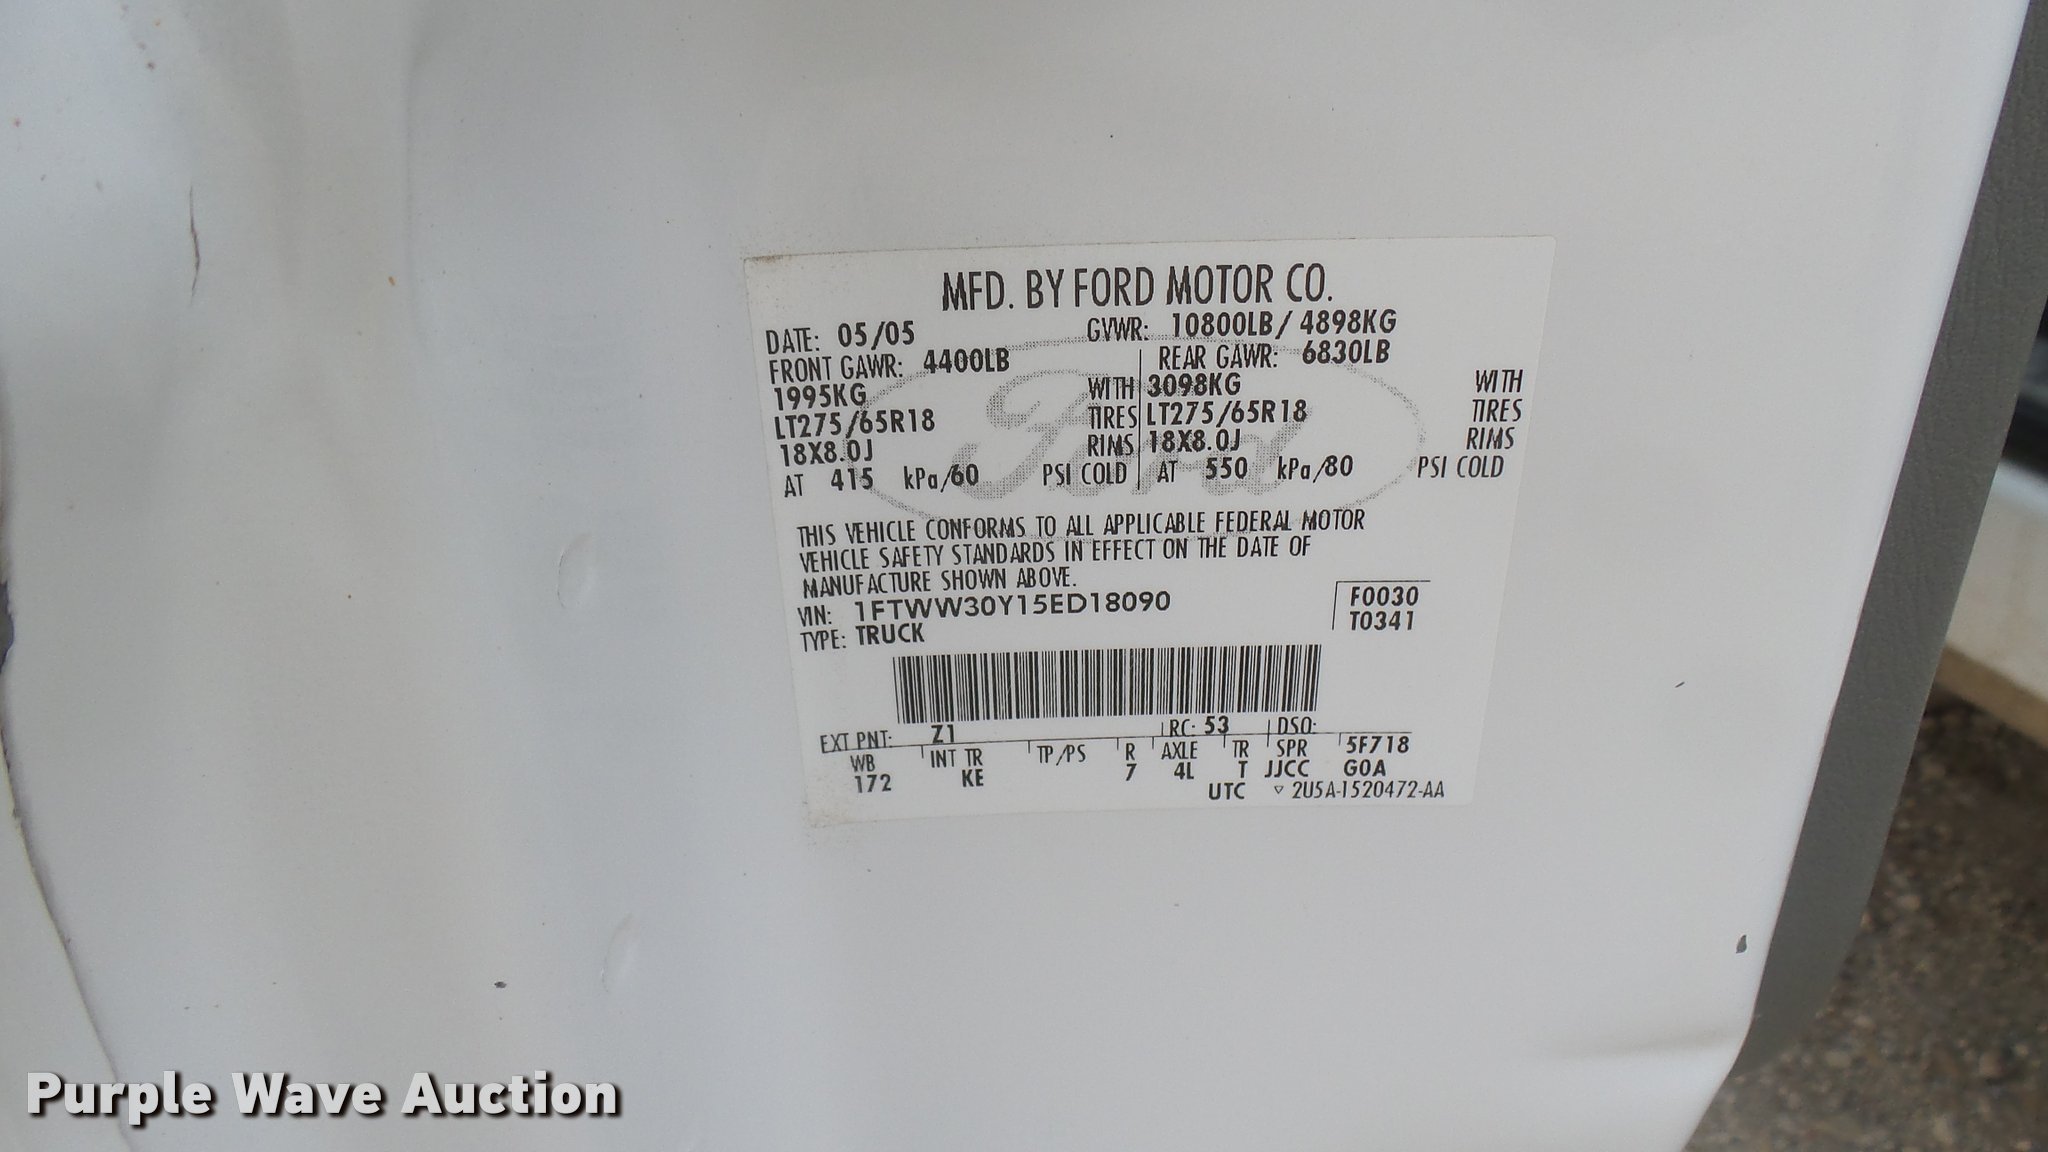 MFD. BY FORD MOTOR CO.
DATE: 05/05 GVWR: 10800LB/ 4898KG
FRONT GAWR: 4400LB REAR GAWR: 6830LB
1995KG WITH 3098KG WITH
LT275/65R18 TIRES LT275/65R18 TIRES
18X8.0J RIMS 18X8.0J RIMS
AT 415 kPa/60 PSI COLD AT 550 kPa/80 PSI COLD
Ford
THIS VEHICLE CONFORMS TO ALL APPLICABLE FEDERAL MOTOR
VEHICLE SAFETY STANDARDS IN EFFECT ON THE DATE OF
MANUFACTURE SHOWN ABOVE.
VIN: 1FTWW30Y15ED18090 F0030
TYPE: TRUCK T0341
EXT PNT: Z1 RC: 53 DSO:
WB INT TR TP/PS R AXLE TR SPR 5F718
172 KE 7 4L T JJCC G0A
UTC ▽ 2U5A-1520472-AA
Purple Wave Auction